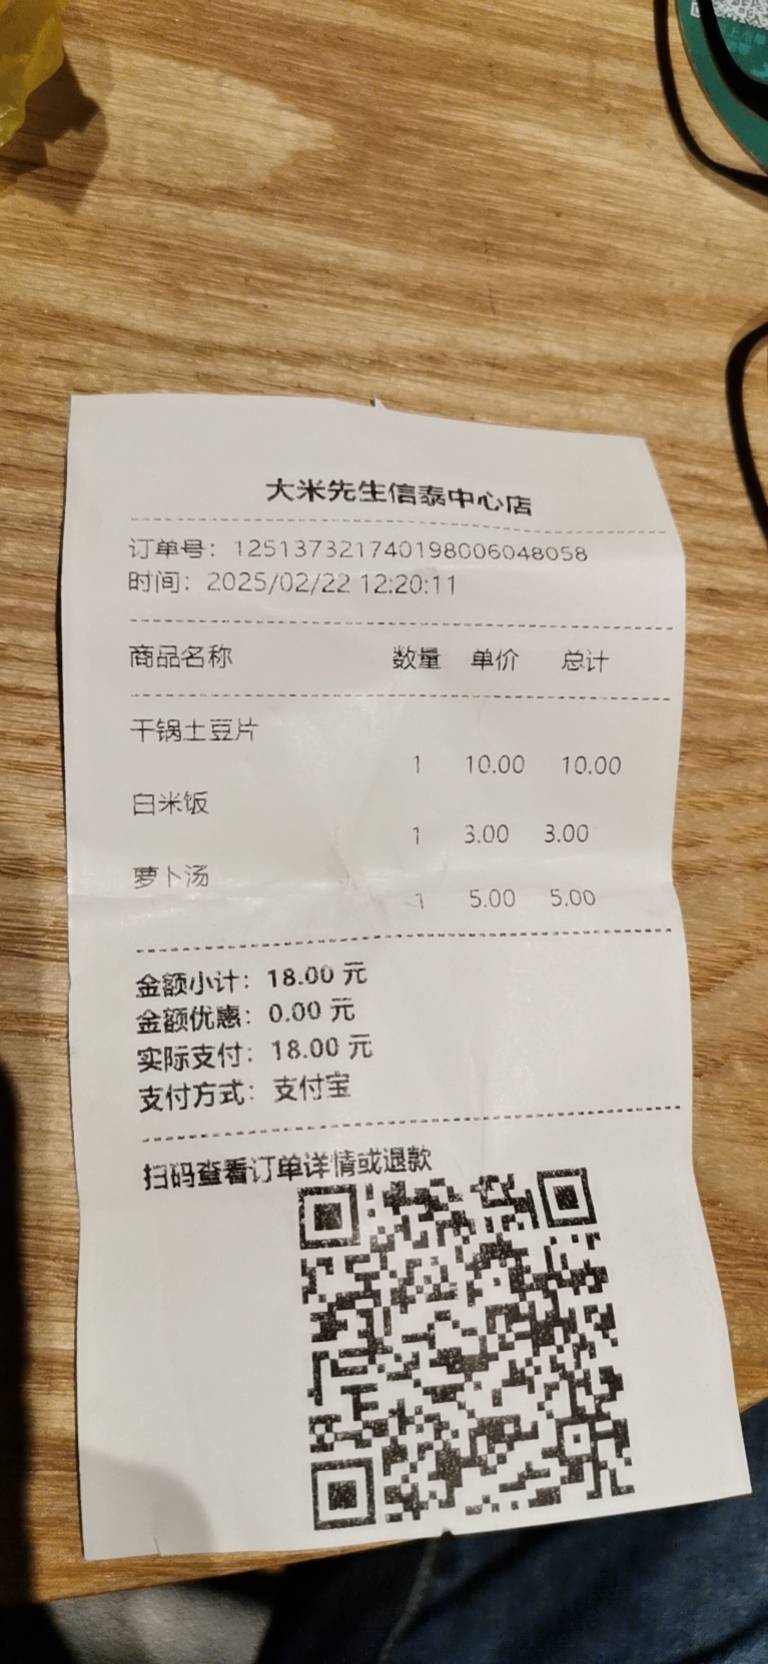 大米先生信泰中心店
订单号：1251373217401980060​48058
时间：2025/02/22 12:20:11
商品名称 数量 单价 总计
干锅土豆片
1 10.00 10.00
白米饭
1 3.00 3.00
萝卜汤
1 5.00 5.00
金额小计：18.00 元
金额优惠：0.00 元
实际支付：18.00 元
支付方式：支付宝
扫码查看订单详情或退款